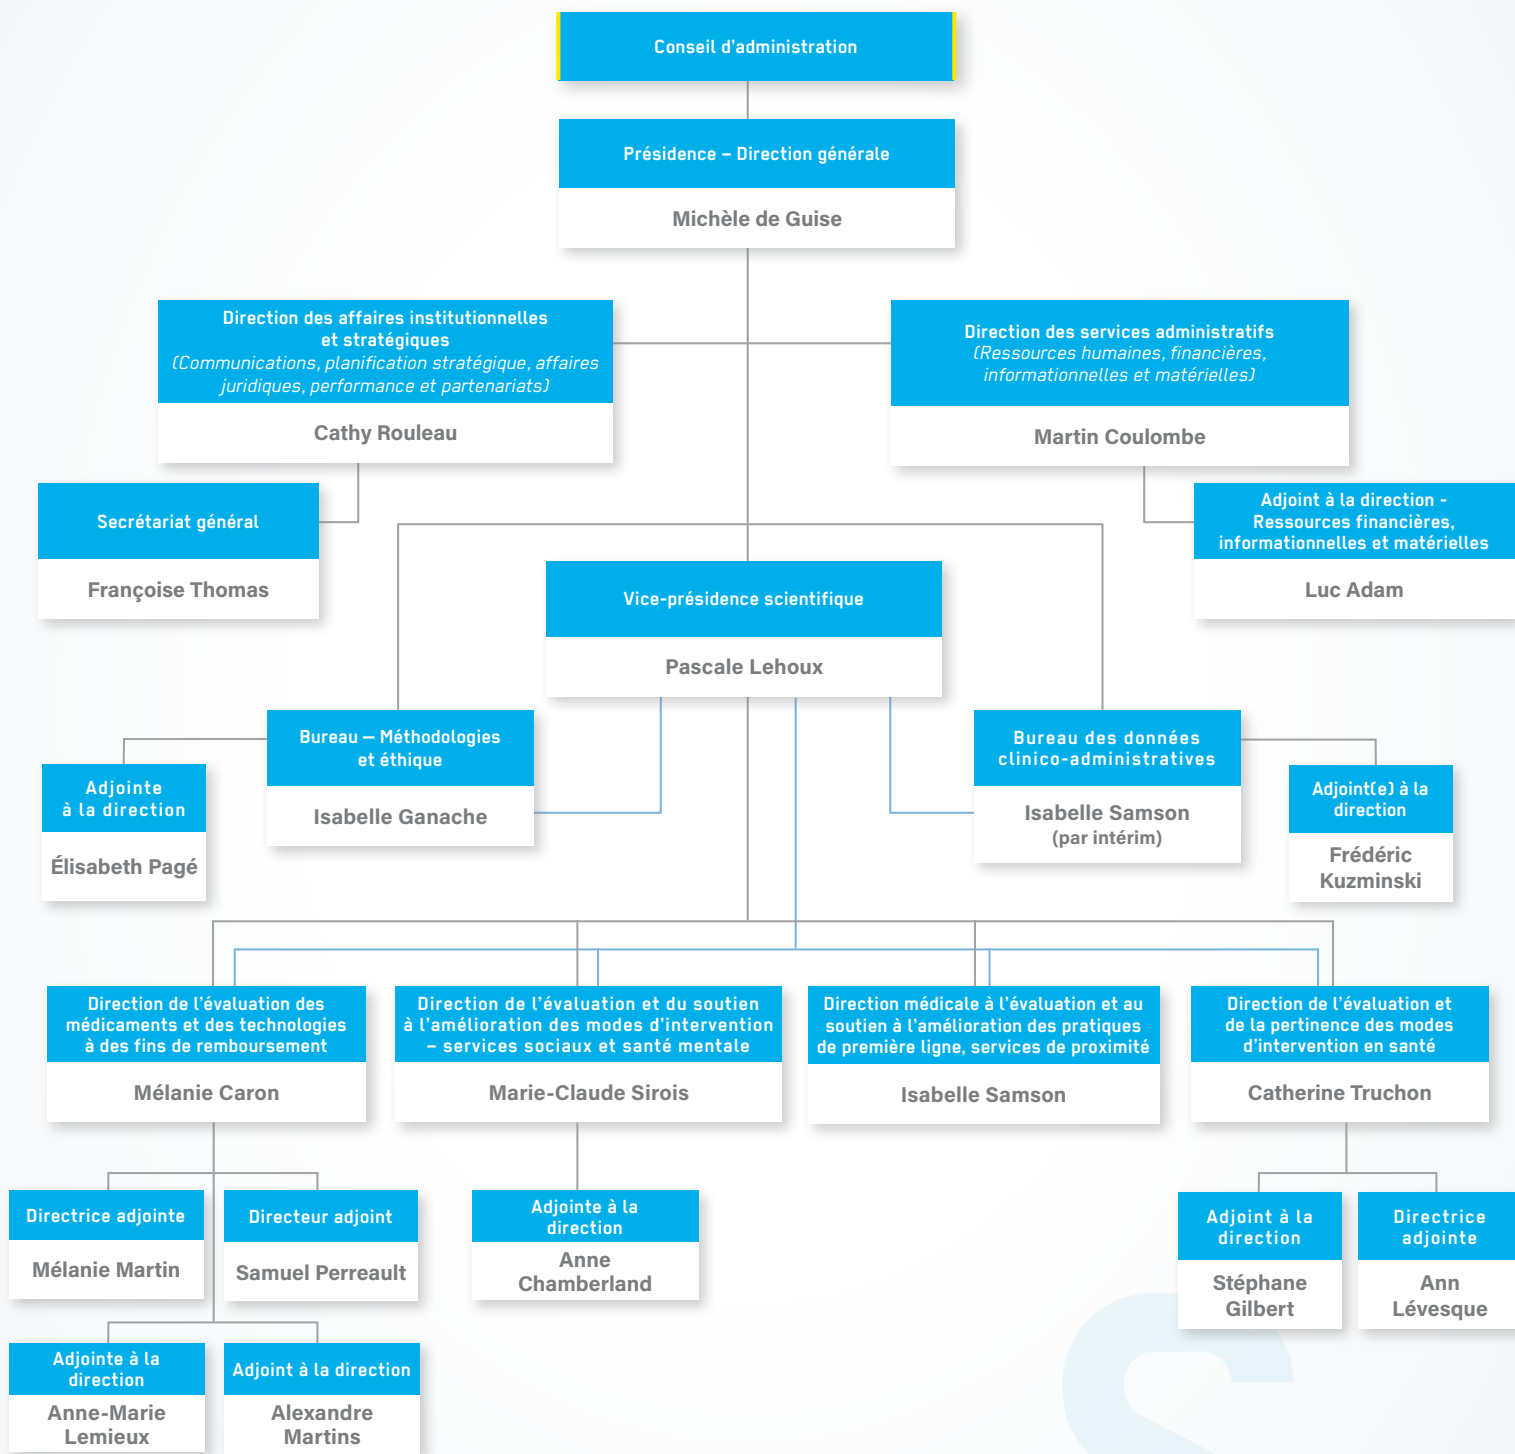 Conseil d'administration
Présidence – Direction générale
Michèle de Guise
Direction des affaires institutionnelles
et stratégiques
(Communications, planification stratégique, affaires
juridiques, performance et partenariats)
Cathy Rouleau
Direction des services administratifs
(Ressources humaines, financières,
informationnelles et matérielles)
Martin Coulombe
Secrétariat général
Françoise Thomas
Adjoint à la direction -
Ressources financières,
informationnelles et matérielles
Luc Adam
Vice-présidence scientifique
Pascale Lehoux
Bureau – Méthodologies
et éthique
Isabelle Ganache
Bureau des données
clinico-administratives
Isabelle Samson
(par intérim)
Adjointe
à la direction
Élisabeth Pagé
Adjoint(e) à la
direction
Frédéric
Kuzminski
Direction de l'évaluation des
médicaments et des technologies
à des fins de remboursement
Mélanie Caron
Direction de l'évaluation et du soutien
à l'amélioration des modes d'intervention
– services sociaux et santé mentale
Marie-Claude Sirois
Direction médicale à l'évaluation et au
soutien à l'amélioration des pratiques
de première ligne, services de proximité
Isabelle Samson
Direction de l'évaluation et
de la pertinence des modes
d'intervention en santé
Catherine Truchon
Directrice adjointe
Mélanie Martin
Directeur adjoint
Samuel Perreault
Adjointe à la
direction
Anne
Chamberland
Adjoint à la
direction
Stéphane
Gilbert
Directrice
adjointe
Ann
Lévesque
Adjointe à la
direction
Anne-Marie
Lemieux
Adjoint à la direction
Alexandre
Martins